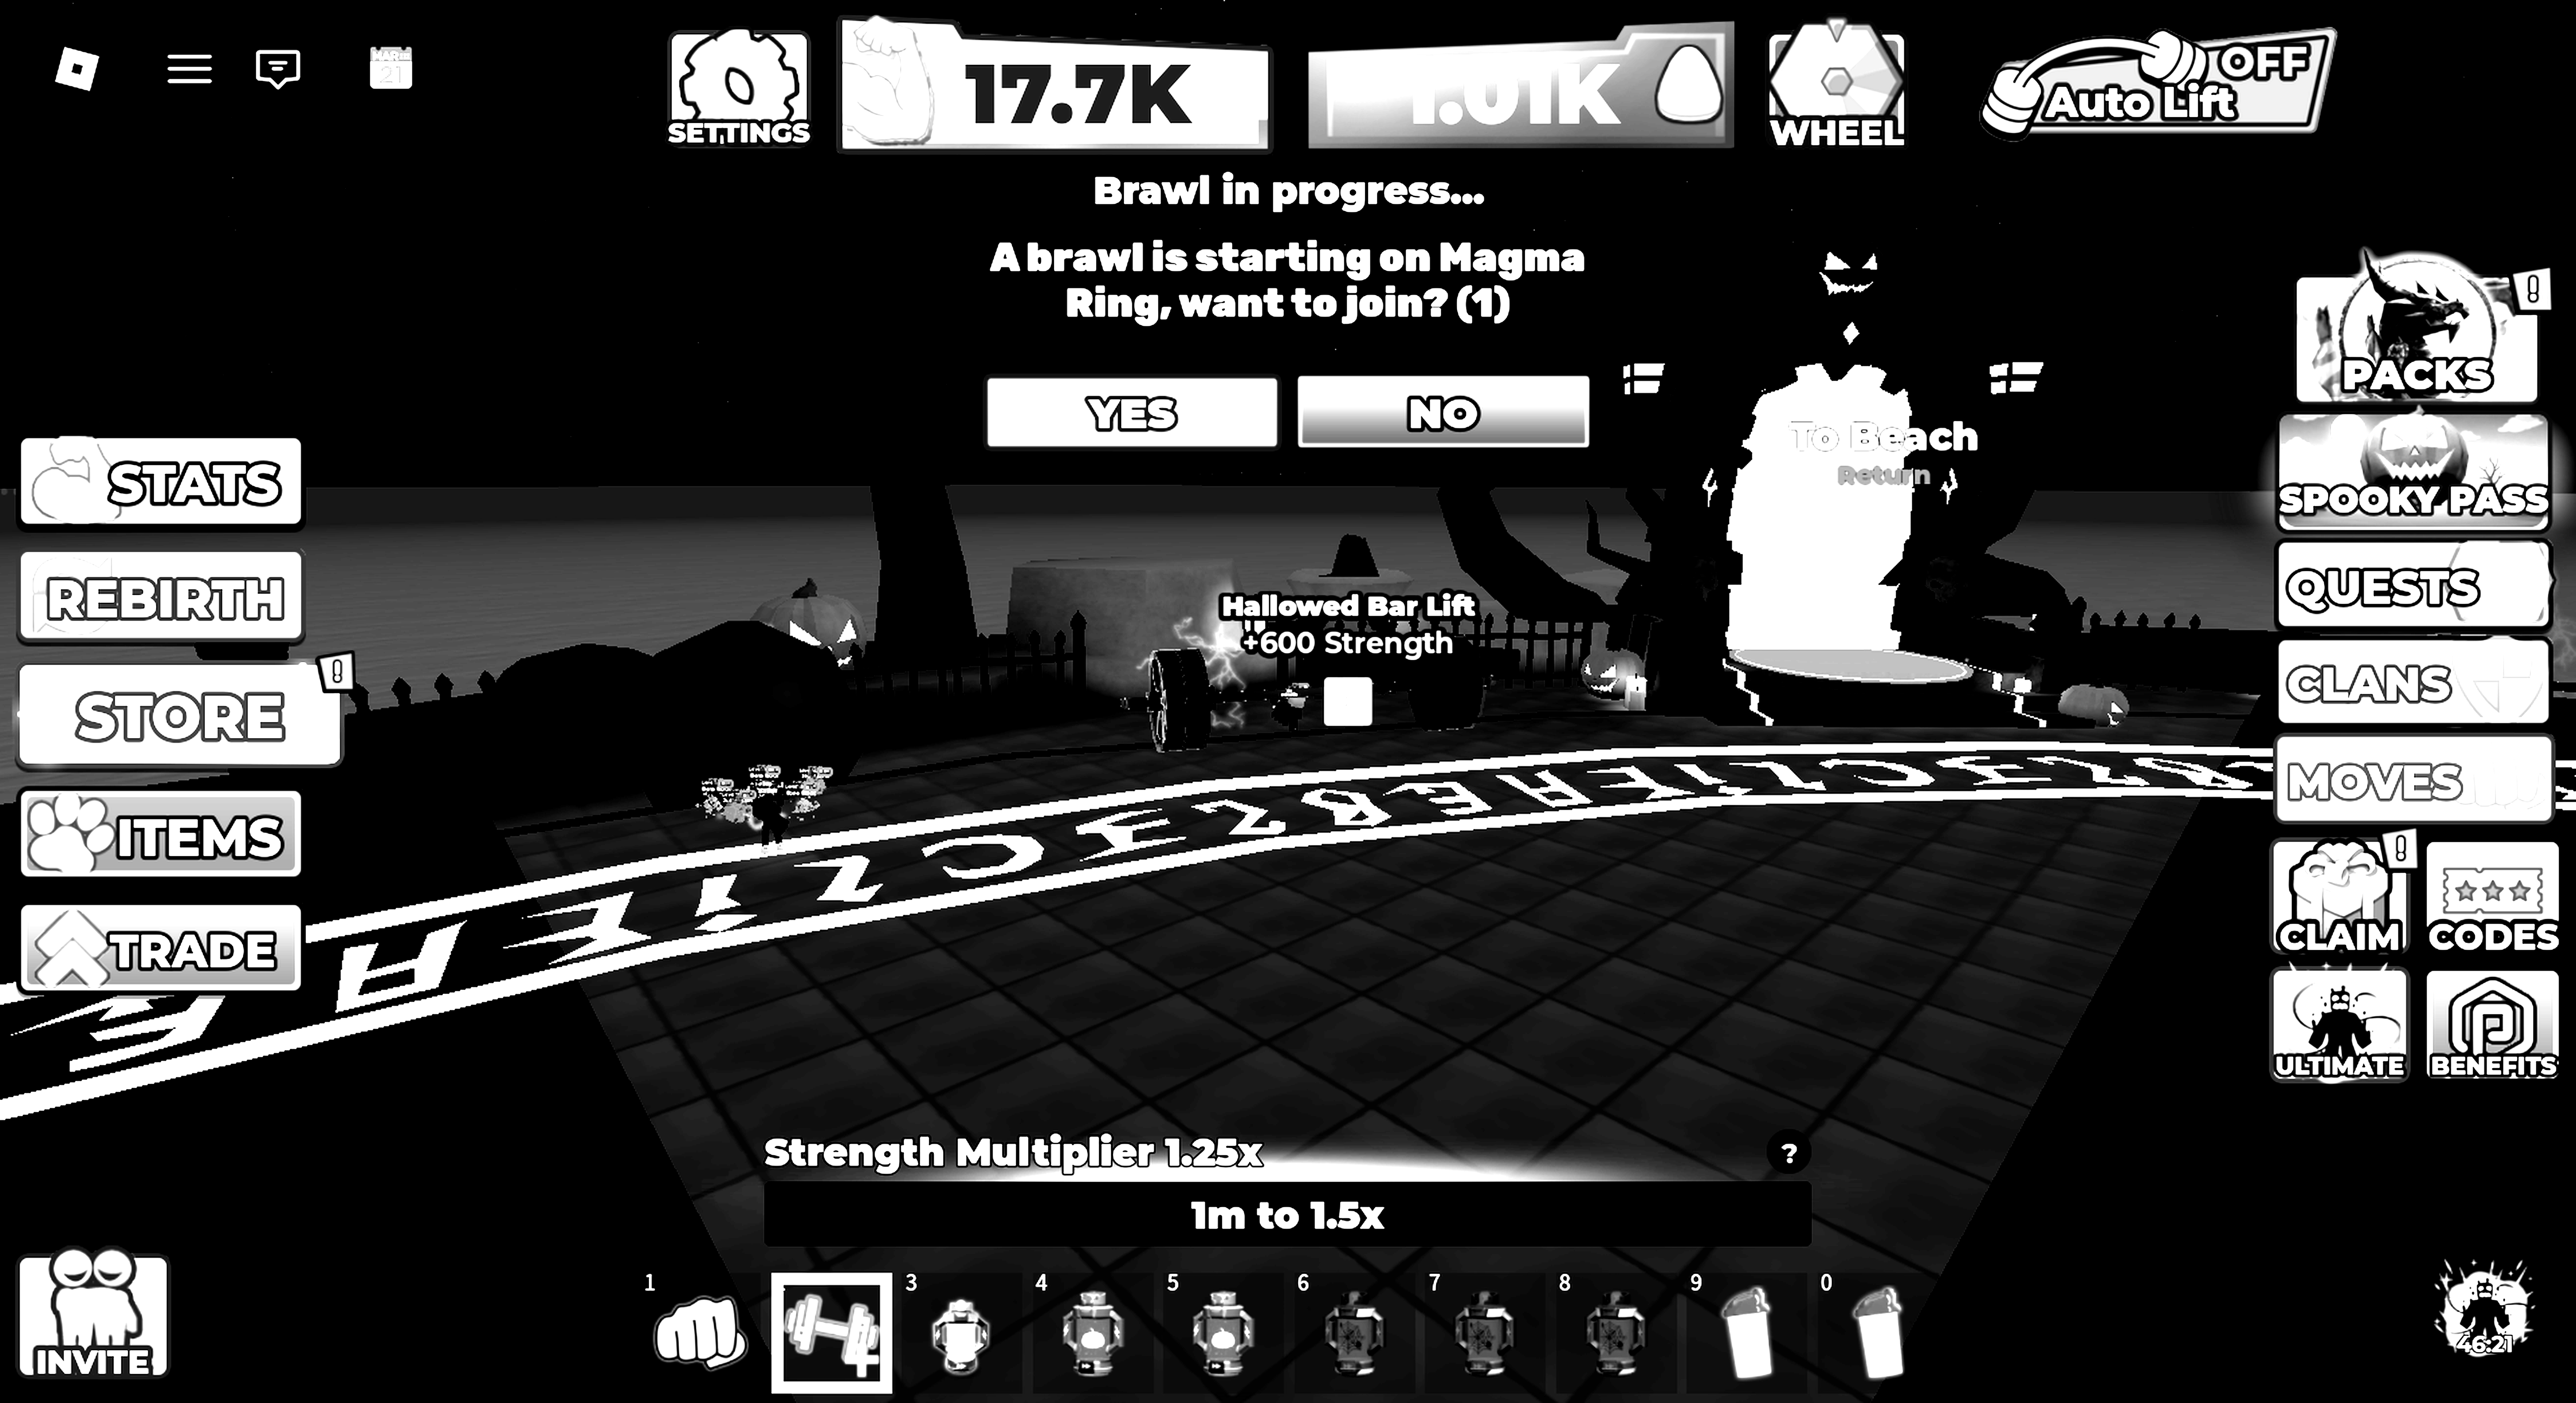 SETTINGS
17.7K
1.01K
WHEEL
OFF
Auto Lift
Brawl in progress...
A brawl is starting on Magma
Ring, want to join? (1)
YES
NO
To Beach
Return
PACKS
SPOOKY PASS
QUESTS
CLANS
MOVES
CLAIM
CODES
ULTIMATE
BENEFITS
STATS
REBIRTH
STORE
ITEMS
TRADE
INVITE
Hallowed Bar Lift
+600 Strength
Strength Multiplier 1.25x
?
1m to 1.5x
1
3
4
5
6
7
8
9
0
46:21